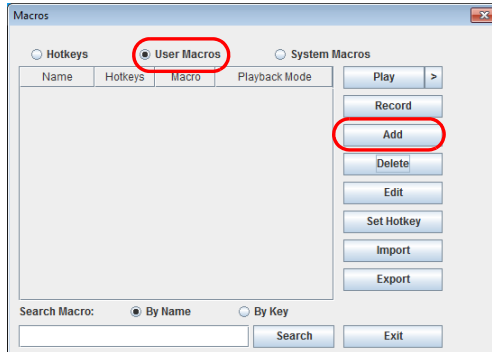 Macros
Hotkeys User Macros System Macros
Name Hotkeys Macro Playback Mode Play >
Record
Add
Delete
Edit
Set Hotkey
Import
Export
Search Macro: By Name By Key
Search Exit